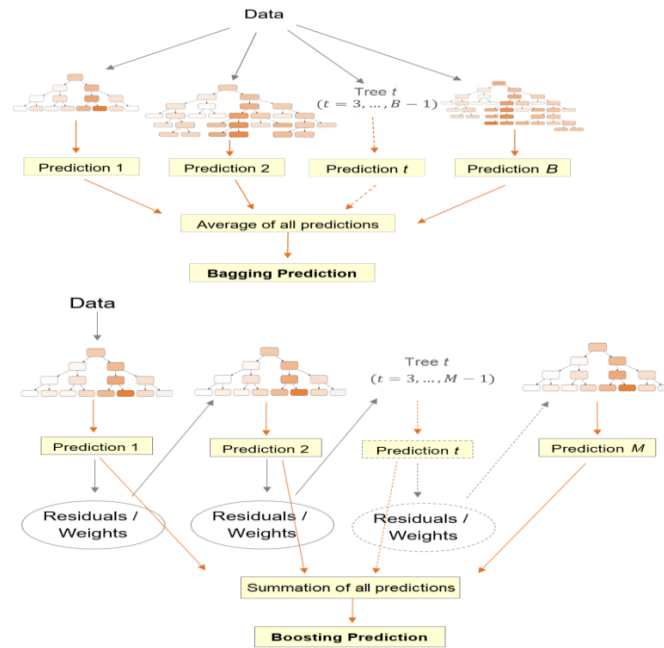 Data
Tree t
(t = 3, ..., B − 1)
Prediction 1
Prediction 2
Prediction t
Prediction B
Average of all predictions
Bagging Prediction
Data
Tree t
(t = 3, ..., M − 1)
Prediction 1
Prediction 2
Prediction t
Prediction M
Residuals /
Weights
Residuals /
Weights
Residuals /
Weights
Summation of all predictions
Boosting Prediction